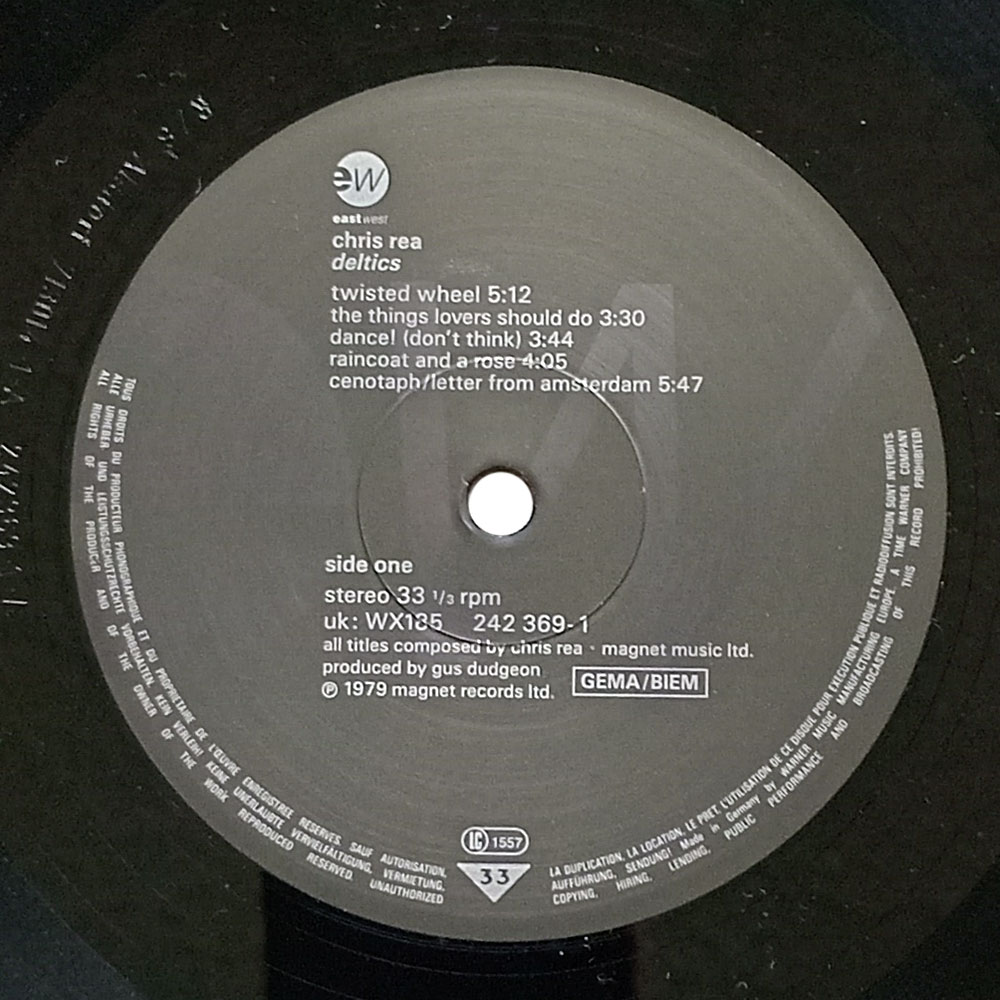 ew
eastwest
chris rea
deltics
twisted wheel 5:12
the things lovers should do 3:30
dance! (don't think) 3:44
raincoat and a rose 4:05
cenotaph/letter from amsterdam 5:47
side one
stereo 33 1/3 rpm
uk: WX185 242 369-1
all titles composed by chris rea · magnet music ltd.
produced by gus dudgeon
GEMA/BIEM
℗ 1979 magnet records ltd.
LC 1557
33
TOUS DROITS DU PRODUCTEUR PHONOGRAPHIQUE ET DU PROPRIETAIRE DE L'ŒUVRE ENREGISTREE RESERVES. SAUF AUTORISATION, LA DUPLICATION, LA LOCATION, LE PRET, L'UTILISATION DE CE DISQUE POUR EXECUTION PUBLIQUE ET RADIODIFFUSION SONT INTERDITS.
ALLE URHEBER UND LEISTUNGSSCHUTZRECHTE VORBEHALTEN. KEIN VERLEIH! KEINE UNERLAUBTE VERVIELFÄLTIGUNG, VERMIETUNG, AUFFÜHRUNG, SENDUNG! Made in Germany by WARNER MUSIC MANUFACTURING EUROPE. A TIME WARNER COMPANY
ALL RIGHTS OF THE PRODUCER AND OF THE OWNER OF THE WORK REPRODUCED RESERVED. UNAUTHORIZED COPYING, HIRING, LENDING, PUBLIC PERFORMANCE AND BROADCASTING OF THIS RECORD PROHIBITED!
R/S Alsdorf